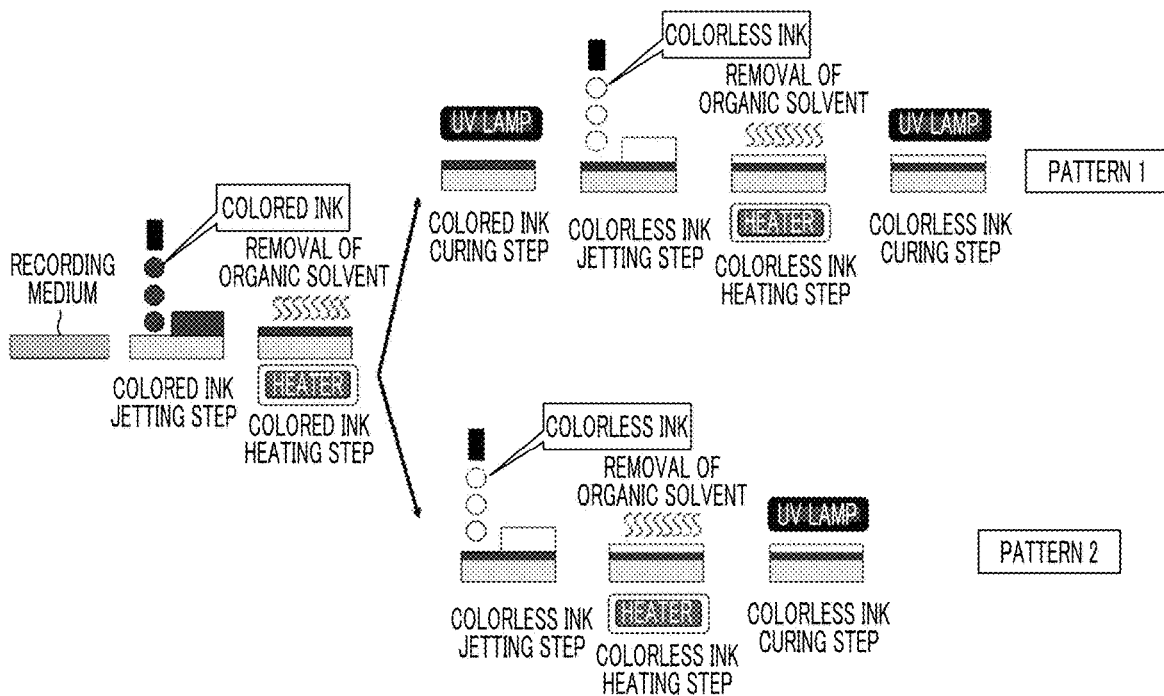 RECORDING
MEDIUM
COLORED INK
COLORED INK
JETTING STEP
REMOVAL OF
ORGANIC SOLVENT
HEATER
COLORED INK
HEATING STEP
UV LAMP
COLORED INK
CURING STEP
COLORLESS INK
COLORLESS INK
JETTING STEP
REMOVAL OF
ORGANIC SOLVENT
HEATER
COLORLESS INK
HEATING STEP
UV LAMP
COLORLESS INK
CURING STEP
PATTERN 1
COLORLESS INK
COLORLESS INK
JETTING STEP
REMOVAL OF
ORGANIC SOLVENT
HEATER
COLORLESS INK
HEATING STEP
UV LAMP
COLORLESS INK
CURING STEP
PATTERN 2